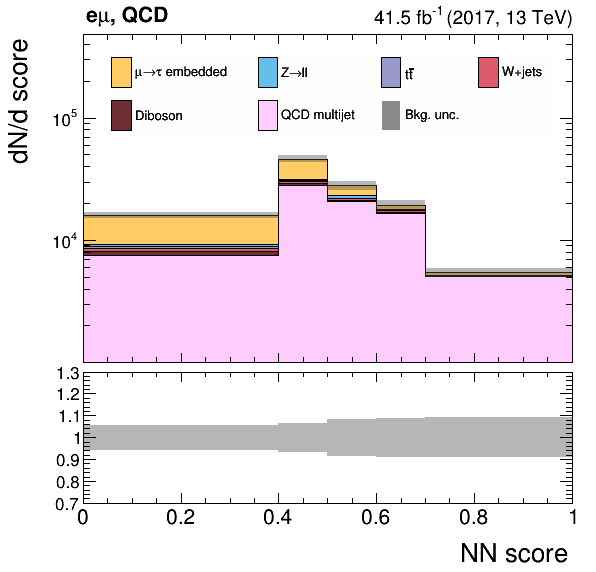 eμ, QCD
41.5 fb⁻¹ (2017, 13 TeV)
dN/d score
μ→τ embedded
Z→ll
tt̄
W+jets
Diboson
QCD multijet
Bkg. unc.
10⁵
10⁴
1.3
1.2
1.1
1
0.9
0.8
0.7
0 0.2 0.4 0.6 0.8 1
NN score